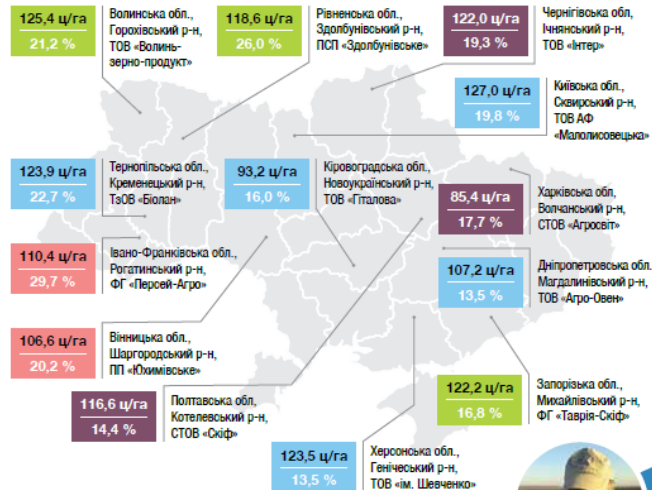 125,4 ц/га
21,2 %
Волинська обл.,
Горохівський р-н,
ТОВ «Волинь-
зерно-продукт»
118,6 ц/га
26,0 %
Рівненська обл.,
Здолбунівський р-н,
ПСП «Здолбунівське»
122,0 ц/га
19,3 %
Чернігівська обл,
Ічнянський р-н,
ТОВ «Інтер»
127,0 ц/га
19,8 %
Київська обл.,
Сквирський р-н,
ТОВ АФ
«Малолисовецька»
123,9 ц/га
22,7 %
Тернопільська обл.,
Кременецький р-н,
ТзОВ «Біолан»
93,2 ц/га
16,0 %
Кіровоградська обл.,
Новоукраїнський р-н,
ТОВ «Гіталова»
85,4 ц/га
17,7 %
Харківська обл,
Волчанський р-н,
СТОВ «Агросвіт»
110,4 ц/га
29,7 %
Івано-Франківська обл.,
Рогатинський р-н,
ФГ «Персей-Агро»
107,2 ц/га
13,5 %
Дніпропетровська обл.
Магдалинівський р-н,
ТОВ «Агро-Овен»
106,6 ц/га
20,2 %
Вінницька обл.,
Шаргородський р-н,
ПП «Юхимівське»
116,6 ц/га
14,4 %
Полтавська обл,
Котелевський р-н,
СТОВ «Скіф»
122,2 ц/га
16,8 %
Запорізька обл.,
Михайлівський р-н,
ФГ «Таврія-Скіф»
123,5 ц/га
13,5 %
Херсонська обл.,
Генічеський р-н,
ТОВ «ім. Шевченко»